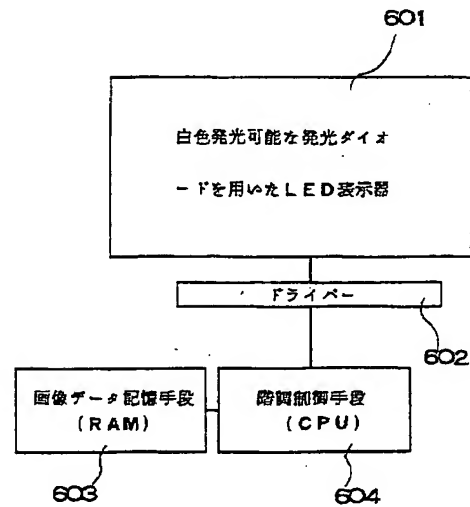 601
白色発光可能な発光ダイオ
ードを用いたLED表示器
ドライバー
602
画像データ記憶手段
(RAM)
階調制御手段
(CPU)
603
604